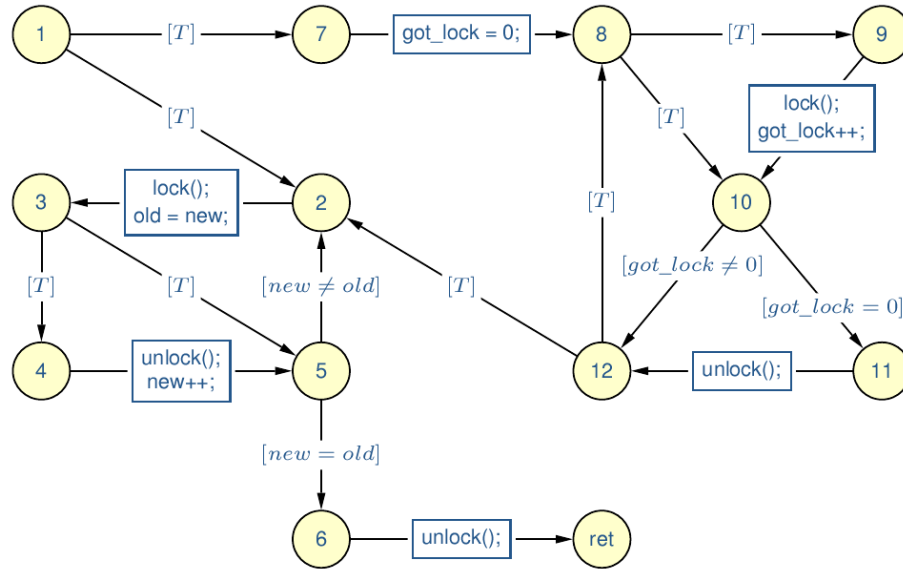 1
[T]
7
got_lock = 0;
8
[T]
9
[T]
[T]
lock();
got_lock++;
3
lock();
old = new;
2
[T]
10
[T]
[T]
[new ≠ old]
[T]
[got_lock ≠ 0]
[got_lock = 0]
4
unlock();
new++;
5
12
unlock();
11
[new = old]
6
unlock();
ret